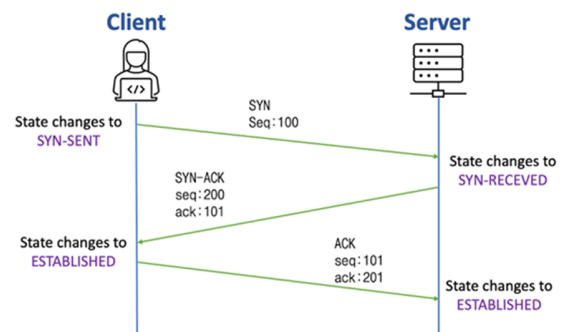 Client
Server
</>
SYN
Seq:100
State changes to
SYN-SENT
State changes to
SYN-RECEVED
SYN-ACK
seq:200
ack:101
State changes to
ESTABLISHED
ACK
seq:101
ack:201
State changes to
ESTABLISHED